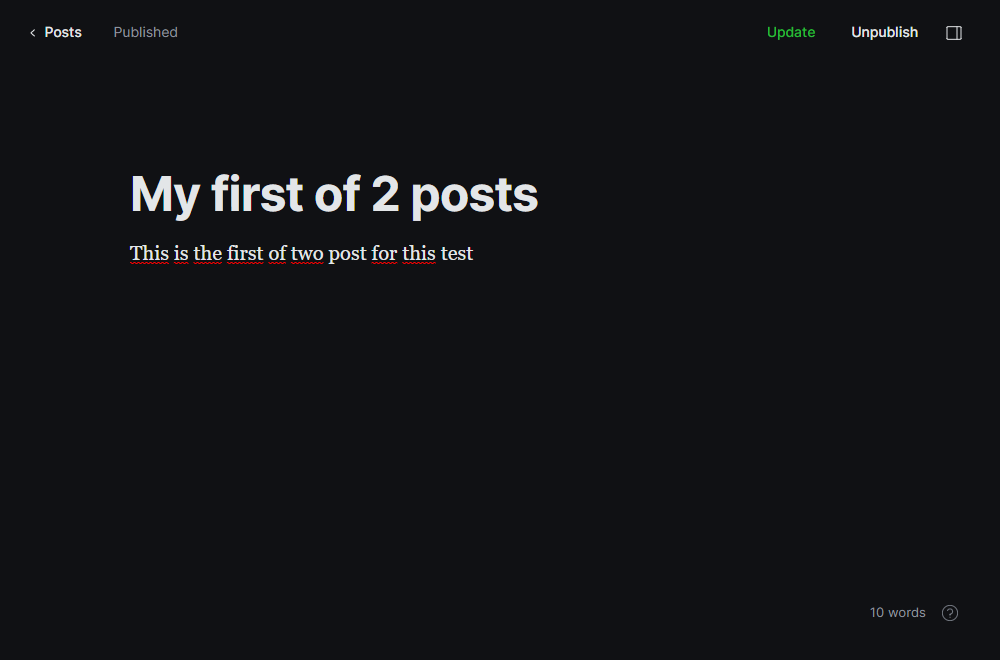 Posts Published Update Unpublish
My first of 2 posts
This is the first of two post for this test
10 words